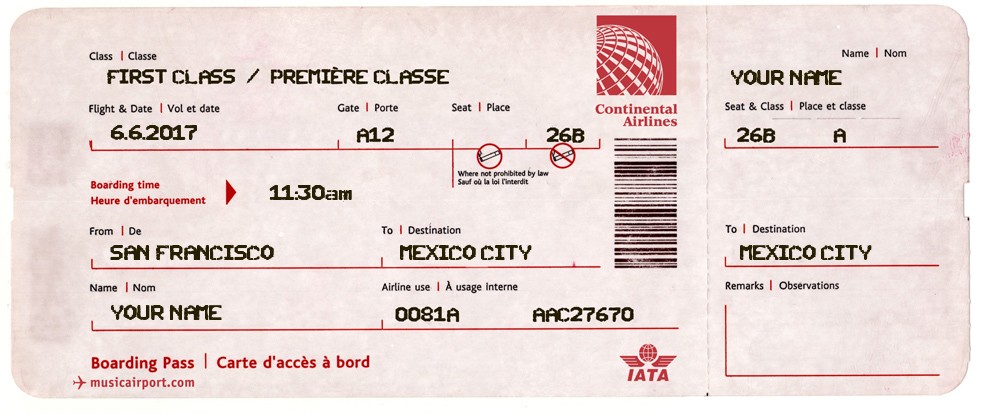 Class | Classe
FIRST CLASS / PREMIÈRE CLASSE
Flight & Date | Vol et date
Gate | Porte
Seat | Place
6.6.2017
A12
26B
Where not prohibited by law
Sauf où la loi l'interdit
Boarding time
Heure d'embarquement
11:30am
From | De
To | Destination
SAN FRANCISCO
MEXICO CITY
Name | Nom
Airline use | À usage interne
YOUR NAME
0081A
AAC27670
Boarding Pass | Carte d'accès à bord
musicairport.com
Continental
Airlines
IATA
Name | Nom
YOUR NAME
Seat & Class | Place et classe
26B
A
To | Destination
MEXICO CITY
Remarks | Observations